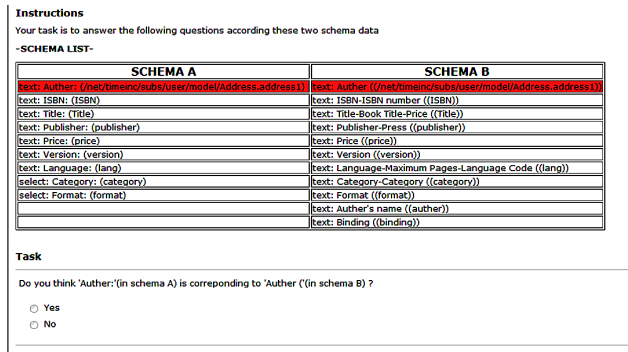 Instructions
Your task is to answer the following questions according these two schema data
-SCHEMA LIST-
SCHEMA A SCHEMA B
text: Auther: (/net/timeinc/subs/user/model/Address.address1) text: Auther ((/net/timeinc/subs/user/model/Address.address1))
text: ISBN: (ISBN) text: ISBN-ISBN number ((ISBN))
text: Title: (Title) text: Title-Book Title-Price ((Title))
text: Publisher: (publisher) text: Publisher-Press ((publisher))
text: Price: (price) text: Price ((price))
text: Version: (version) text: Version ((version))
text: Language: (lang) text: Language-Maximum Pages-Language Code ((lang))
select: Category: (category) text: Category-Category ((category))
select: Format: (format) text: Format ((format))
text: Auther's name ((auther))
text: Binding ((binding))
Task
Do you think 'Auther:'(in schema A) is correponding to 'Auther ('(in schema B) ?
Yes
No